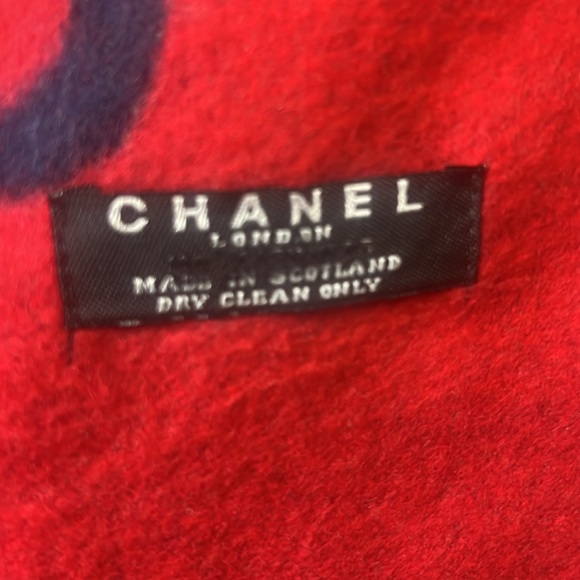 CHANEL
LONDON
MADE IN SCOTLAND
DRY CLEAN ONLY